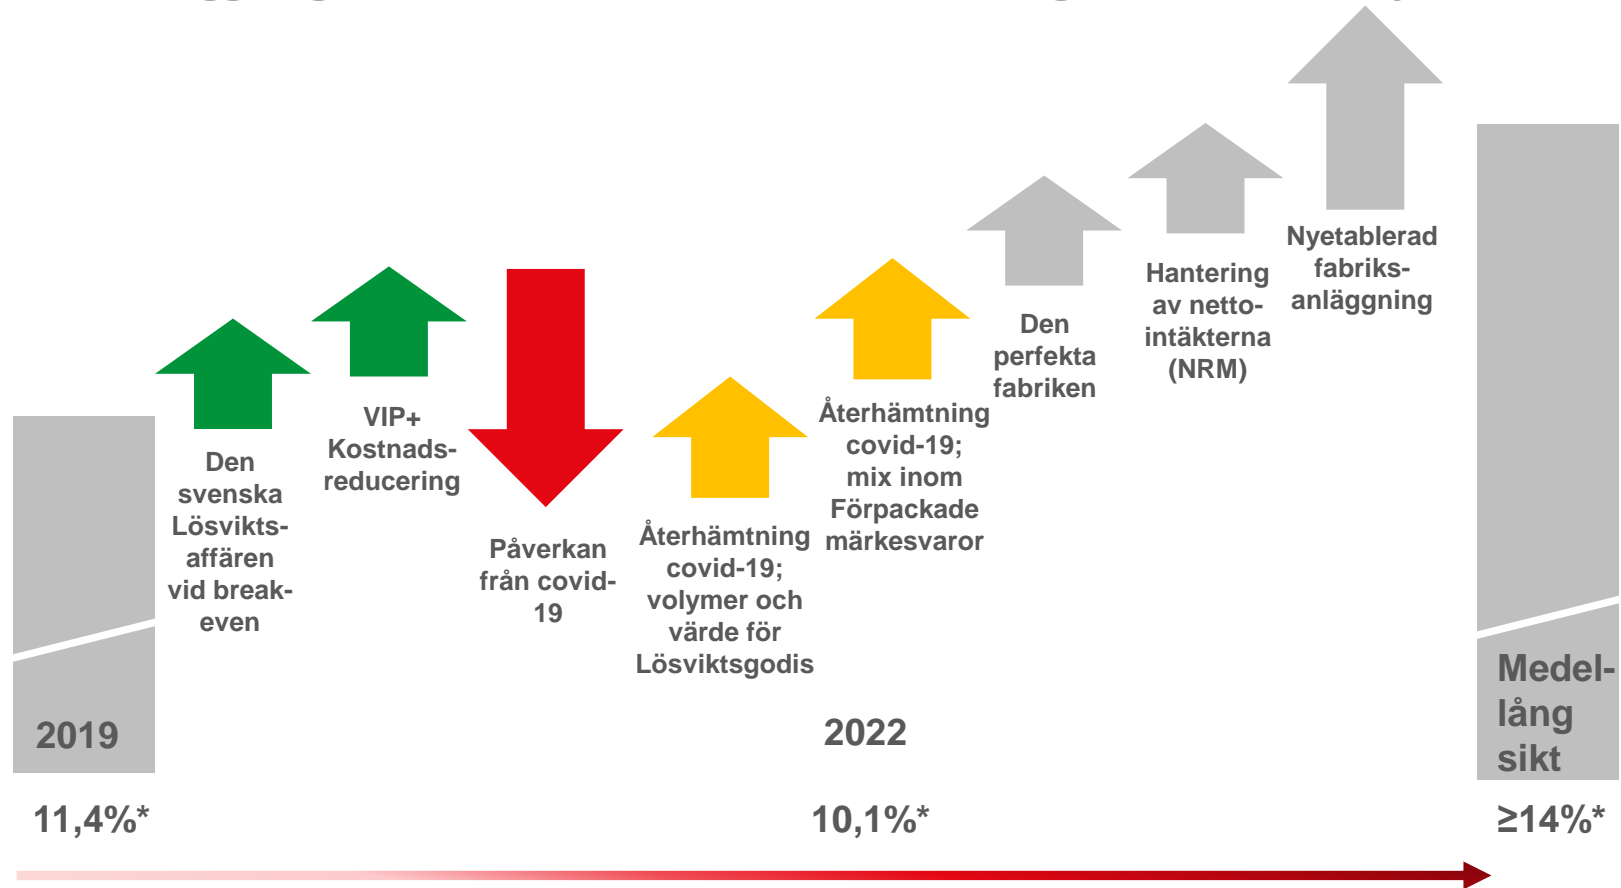 Den
svenska
Lösvikts-
affären
vid break-
even
VIP+
Kostnads-
reducering
Påverkan
från covid-
19
Återhämtning
covid-19;
volymer och
värde för
Lösviktsgodis
Återhämtning
covid-19;
mix inom
Förpackade
märkesvaror
Den
perfekta
fabriken
Hantering
av netto-
intäkterna
(NRM)
Nyetablerad
fabriks-
anläggning
2019
2022
Medel-
lång
sikt
11,4%*
10,1%*
≥14%*